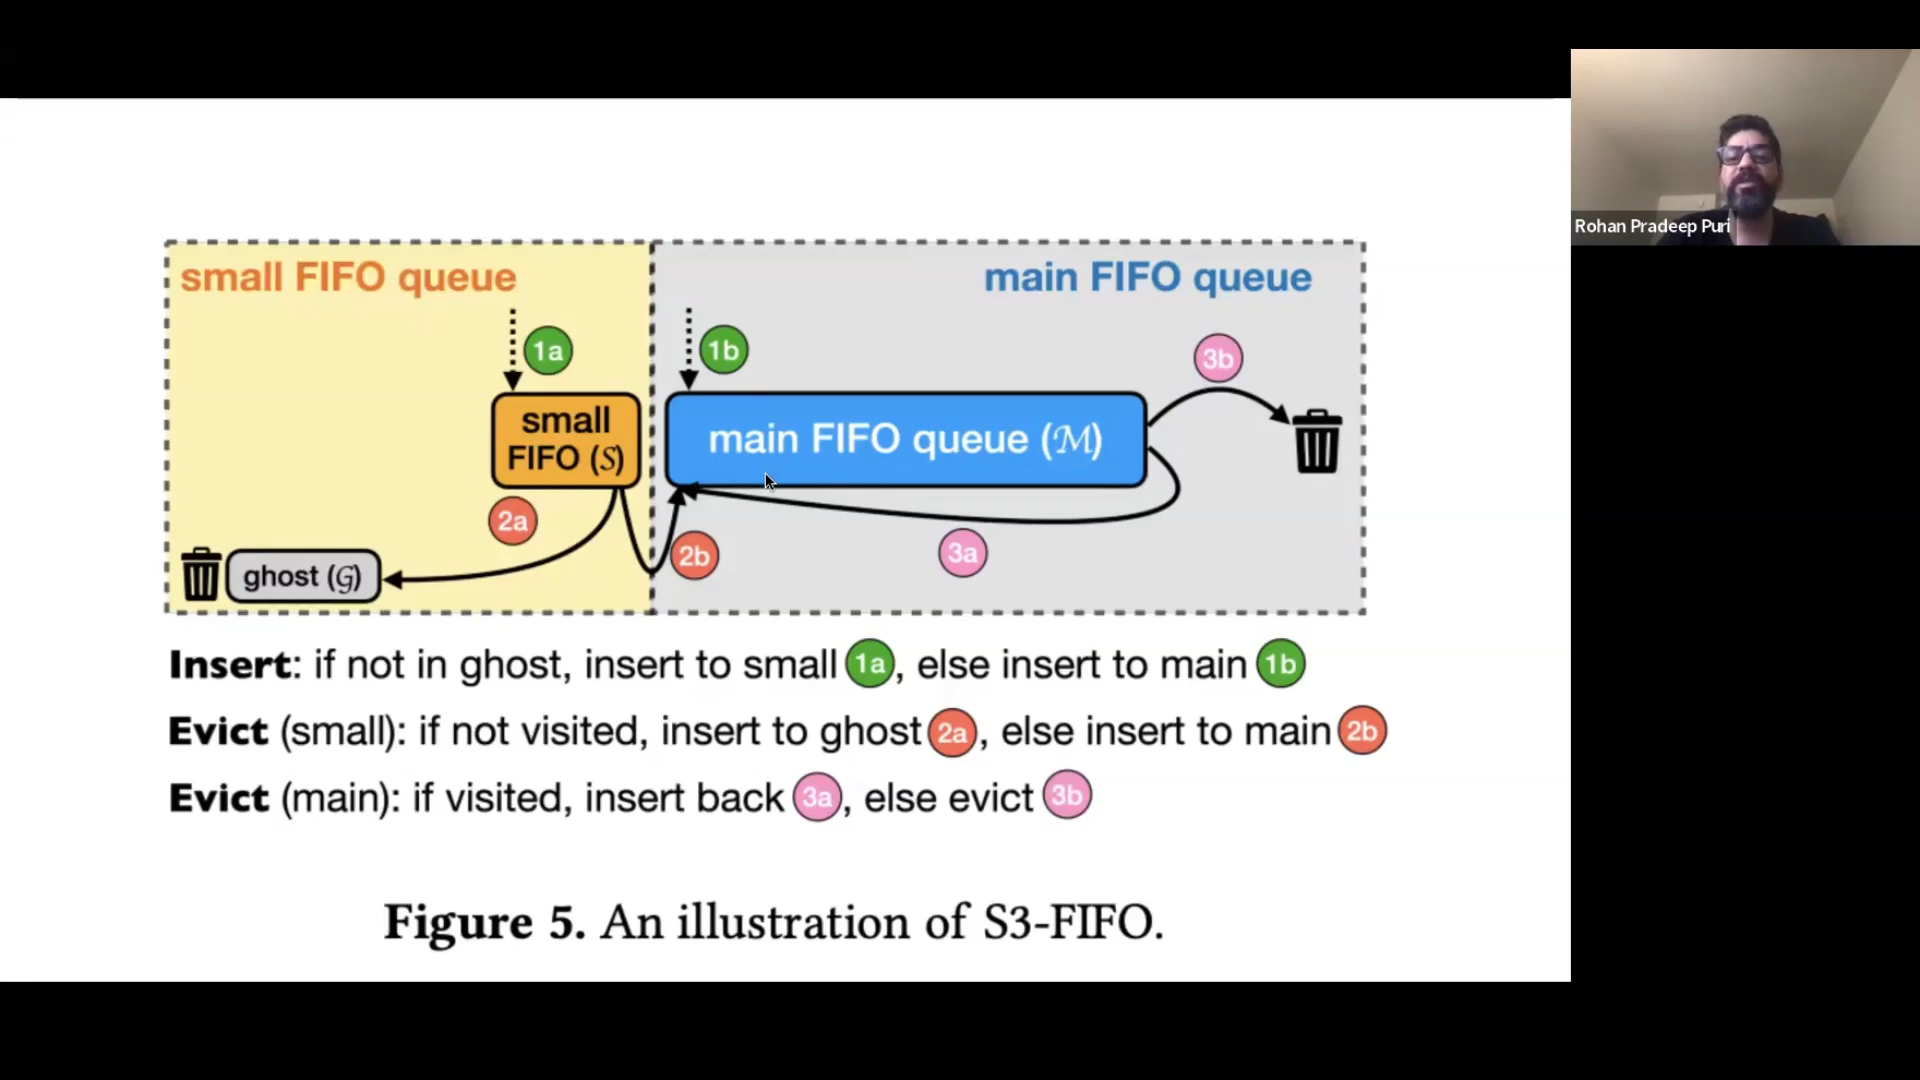 Rohan Pradeep Puri
small FIFO queue
main FIFO queue
1a
1b
3b
small
FIFO (S)
main FIFO queue (M)
2a
2b
3a
ghost (G)
Insert: if not in ghost, insert to small 1a, else insert to main 1b
Evict (small): if not visited, insert to ghost 2a, else insert to main 2b
Evict (main): if visited, insert back 3a, else evict 3b
Figure 5. An illustration of S3-FIFO.